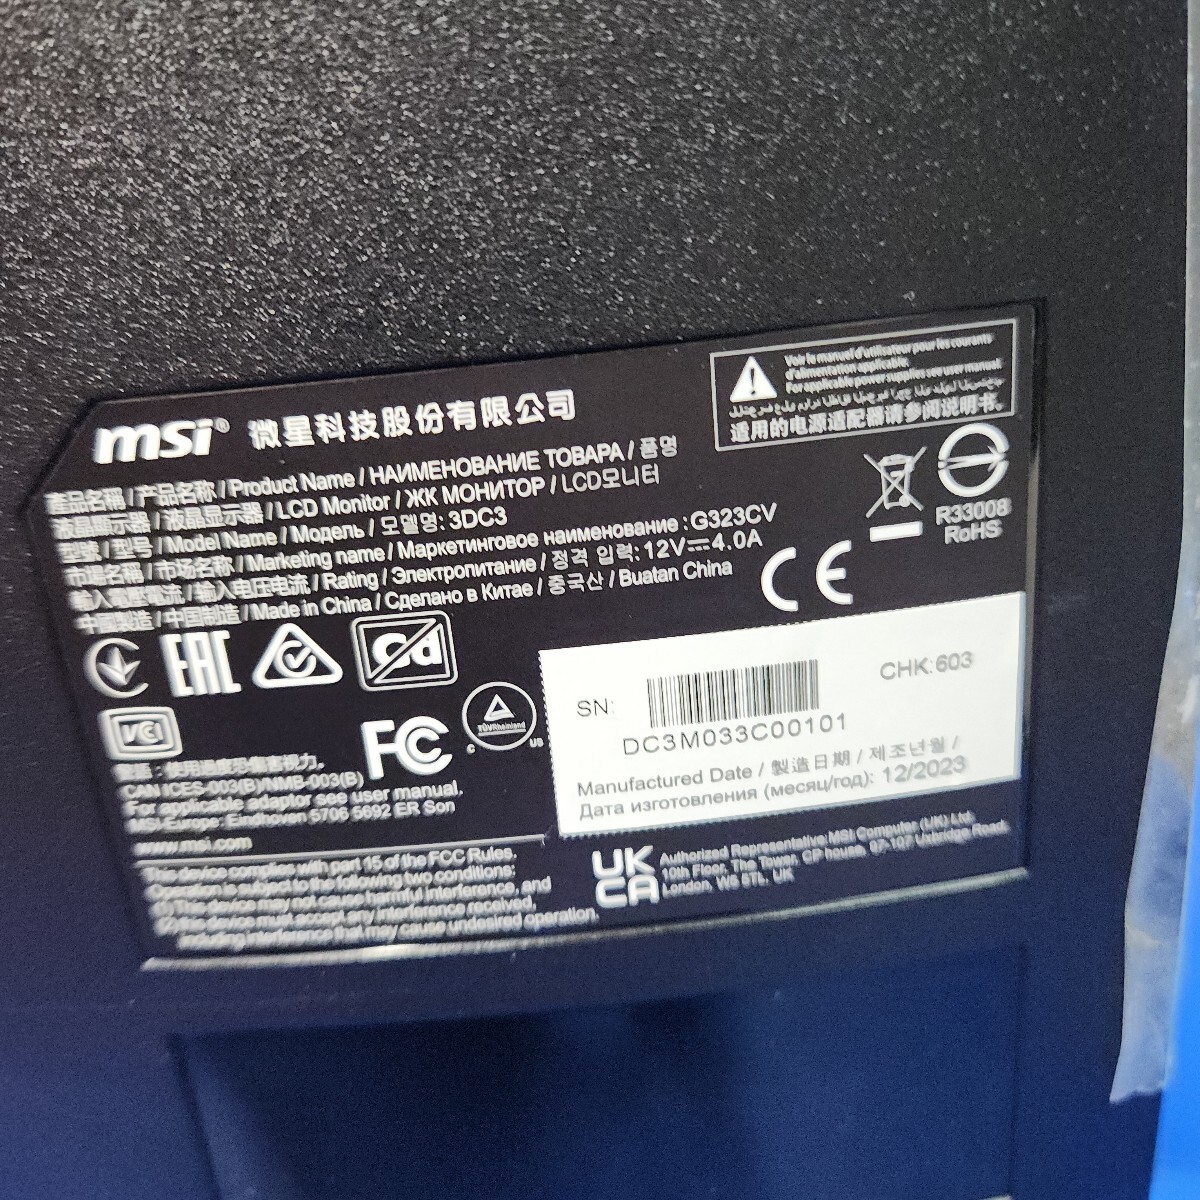 msi® 微星科技股份有限公司
Voir le manuel d'utilisateur pour les courants
d'alimentation applicable.
For applicable power supplies see user manual.
适用的电源适配器请参阅说明书.
產品名稱 / 产品名称 / Product Name / НАИМЕНОВАНИЕ ТОВАРА / 품명
液晶顯示器 / 液晶显示器 / LCD Monitor / ЖК МОНИТОР / LCD모니터
型號 / 型号 / Model Name / Модель / 모델명: 3DC3
市場名稱 / 市场名称 / Marketing name / Маркетинговое наименование : G323CV
輸入電壓電流 / 输入电压电流 / Rating / Электропитание / 정격 입력: 12V⎓4.0A
中國製造 / 中国制造 / Made in China / Сделано в Китае / 중국산 / Buatan China
R33008
RoHS
CE
EAC
Cd
VCI
FC
TÜVRheinland
C US
使用過度恐傷害視力。
CAN ICES-003(B)/NMB-003(B)
For applicable adaptor see user manual.
MSI Europe: Eindhoven 5706 5692 ER Son
www.msi.com
SN:
CHK:603
DC3M033C00101
Manufactured Date / 製造日期 / 제조년월 /
Дата изготовления (месяц/год): 12/2023
This device complies with part 15 of the FCC Rules.
Operation is subject to the following two conditions:
(1) This device may not cause harmful interference, and
(2) this device must accept any interference received,
including interference that may cause undesired operation.
UK
CA
Authorized Representative MSI Computer (UK) Ltd.
10th Floor, The Tower, GP house, 97-107 Uxbridge Road,
London, W5 5TL, UK